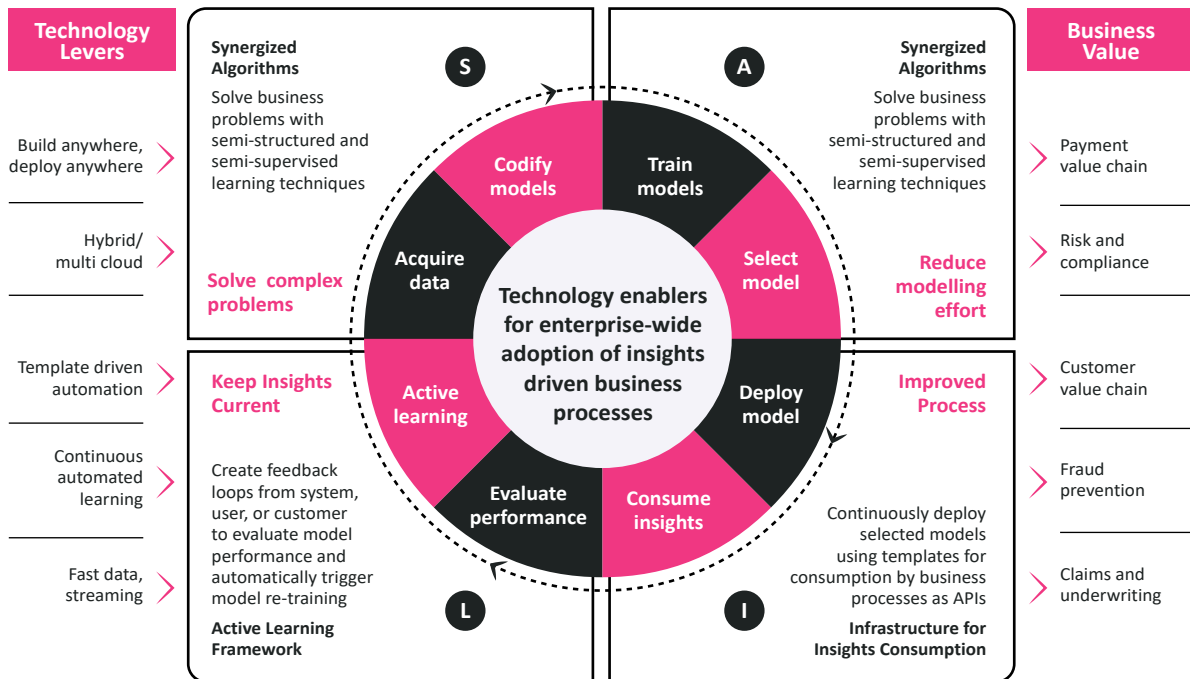 Technology
Levers
Build anywhere,
deploy anywhere
Hybrid/
multi cloud
Template driven
automation
Continuous
automated
learning
Fast data,
streaming
Synergized
Algorithms
Solve business
problems with
semi-structured and
semi-supervised
learning techniques
Solve complex
problems
S
A
Synergized
Algorithms
Solve business
problems with
semi-structured and
semi-supervised
learning techniques
Reduce
modelling
effort
Codify
models
Train
models
Acquire
data
Select
model
Technology enablers
for enterprise-wide
adoption of insights
driven business
processes
Active
learning
Deploy
model
Evaluate
performance
Consume
insights
Keep Insights
Current
Create feedback
loops from system,
user, or customer
to evaluate model
performance and
automatically trigger
model re-training
Active Learning
Framework
L
I
Improved
Process
Continuously deploy
selected models
using templates for
consumption by business
processes as APIs
Infrastructure for
Insights Consumption
Business
Value
Payment
value chain
Risk and
compliance
Customer
value chain
Fraud
prevention
Claims and
underwriting